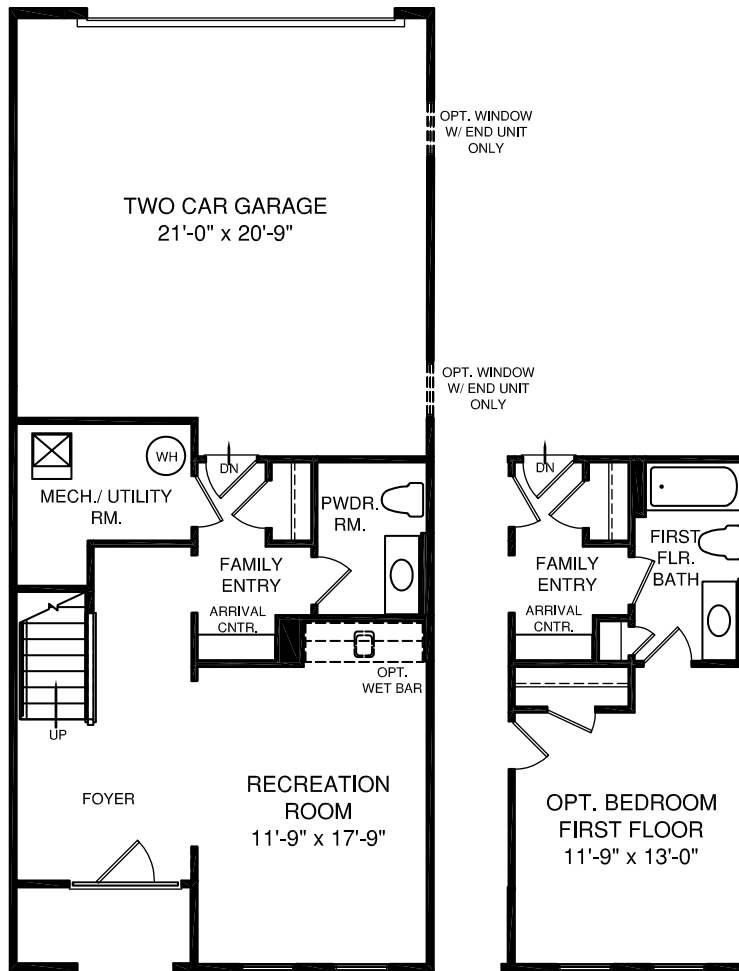 OPT. WINDOW
W/ END UNIT
ONLY
TWO CAR GARAGE
21'-0" x 20'-9"
OPT. WINDOW
W/ END UNIT
ONLY
WH
DN
MECH./ UTILITY
RM.
PWDR.
RM.
FAMILY
ENTRY
ARRIVAL
CNTR.
OPT.
WET BAR
UP
FOYER
RECREATION
ROOM
11'-9" x 17'-9"
DN
FIRST
FLR.
BATH
FAMILY
ENTRY
ARRIVAL
CNTR.
OPT. BEDROOM
FIRST FLOOR
11'-9" x 13'-0"